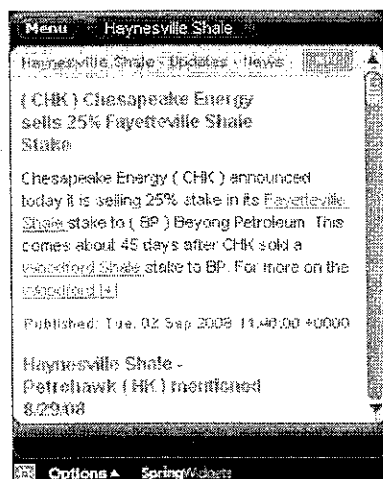 Menu Haynesville Shale
Haynesville Shale - Updates - News
( CHK ) Chesapeake Energy
sells 25% Fayetteville Shale
Stake
Chesapeake Energy ( CHK ) announced
today it is selling 25% stake in its Fayetteville
Shale stake to ( BP ) Beyong Petroleum. This
comes about 45 days after CHK sold a
Woodford Shale stake to BP. For more on the
Woodford [+]
Published: Tue, 02 Sep 2008 11:40:00 +0000
Haynesville Shale -
Petrohawk ( HK ) mentioned
8/29/08
Options SpringWidgets